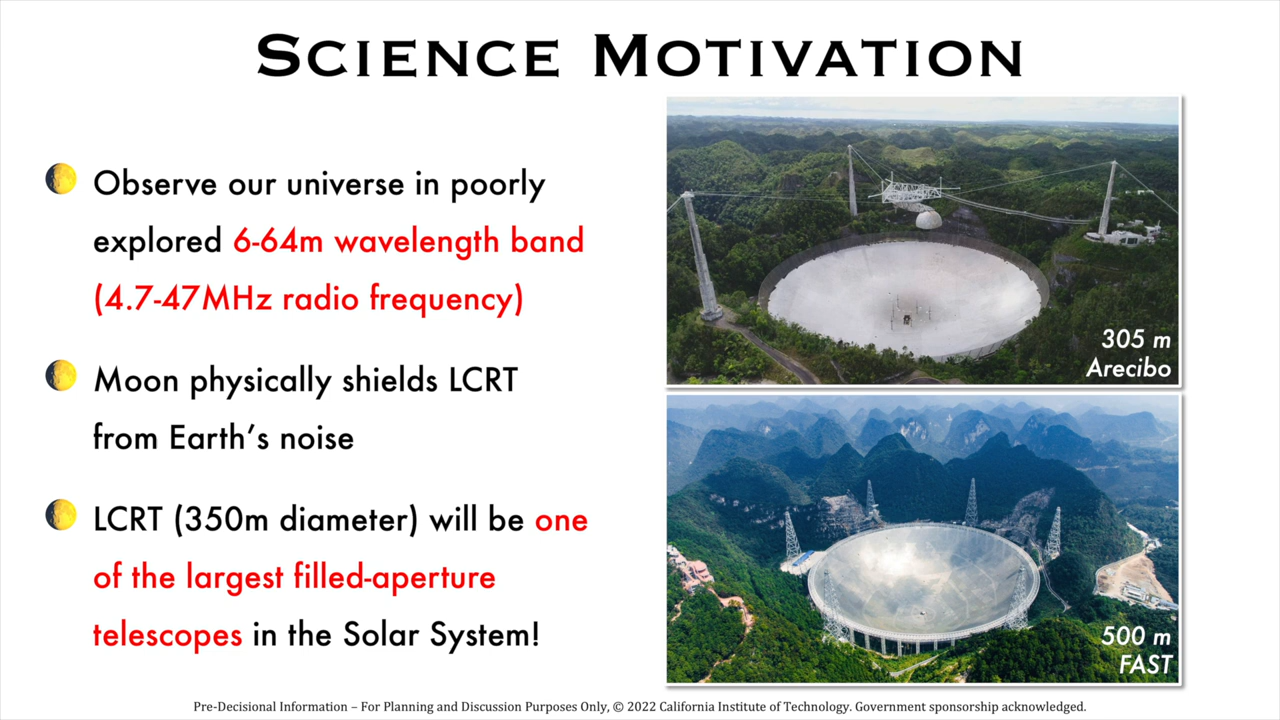 SCIENCE MOTIVATION
Observe our universe in poorly
explored 6-64m wavelength band
(4.7-47MHz radio frequency)
Moon physically shields LCRT
from Earth’s noise
LCRT (350m diameter) will be one
of the largest filled-aperture
telescopes in the Solar System!
305 m
Arecibo
500 m
FAST
Pre-Decisional Information – For Planning and Discussion Purposes Only, © 2022 California Institute of Technology. Government sponsorship acknowledged.